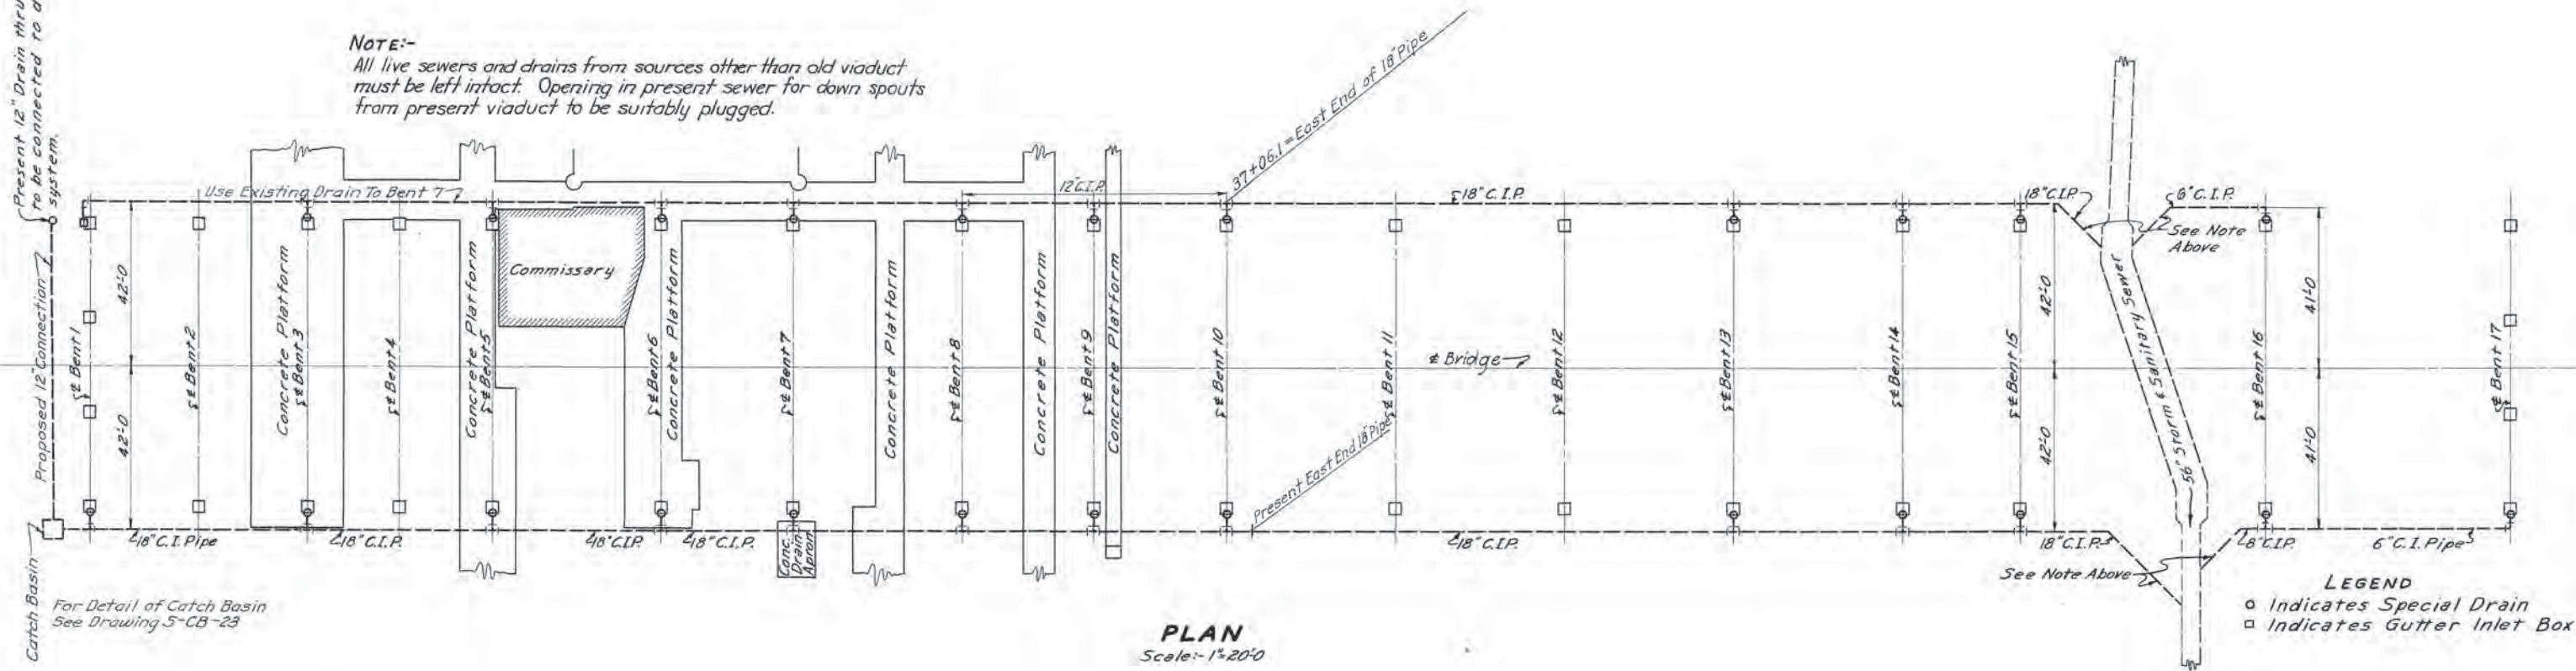 Present 12" Drain thru
to be connected to
system.
NOTE:-
All live sewers and drains from sources other than old viaduct
must be left intact. Opening in present sewer for down spouts
from present viaduct to be suitably plugged.
37+06.1=East End of 18"Pipe
Use Existing Drain To Bent 7
12"C.I.P.
18"C.I.P.
18"C.I.P.
6"C.I.P.
See Note
Above
Proposed 12"Connection
42'-0
42'-0
℄ Bent 1
℄ Bent 2
Concrete Platform
℄ Bent 3
℄ Bent 4
Concrete Platform
℄ Bent 5
Commissary
℄ Bent 6
Concrete Platform
℄ Bent 7
Concrete Platform
℄ Bent 8
Concrete Platform
℄ Bent 9
Concrete Platform
℄ Bent 10
Present East End 18"Pipe
℄ Bent 11
℄ Bridge
℄ Bent 12
℄ Bent 13
℄ Bent 14
℄ Bent 15
42'-0
42'-0
56" Storm & Sanitary Sewer
℄ Bent 16
41'-0
41'-0
℄ Bent 17
Catch Basin
18"C.I. Pipe
18"C.I.P.
18"C.I.P.
18"C.I.P.
Conc.
Drain
Apron
18"C.I.P.
18"C.I.P.
8"C.I.P.
6"C.I.Pipe
See Note Above
For Detail of Catch Basin
See Drawing S-CB-23
PLAN
Scale:- 1"=20'-0
LEGEND
Indicates Special Drain
Indicates Gutter Inlet Box